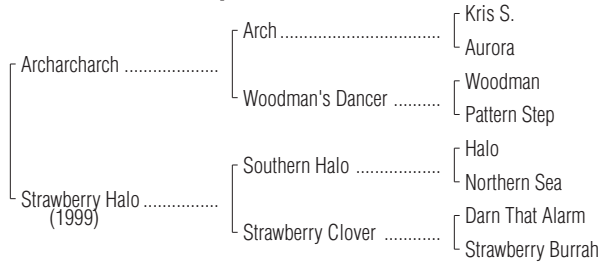 Kris S.
Arch ..................................
Aurora
Archarcharch ....................
Woodman
Woodman's Dancer ..........
Pattern Step
Halo
Southern Halo ..................
Northern Sea
Strawberry Halo ................
(1999)
Darn That Alarm
Strawberry Clover ............
Strawberry Burrah